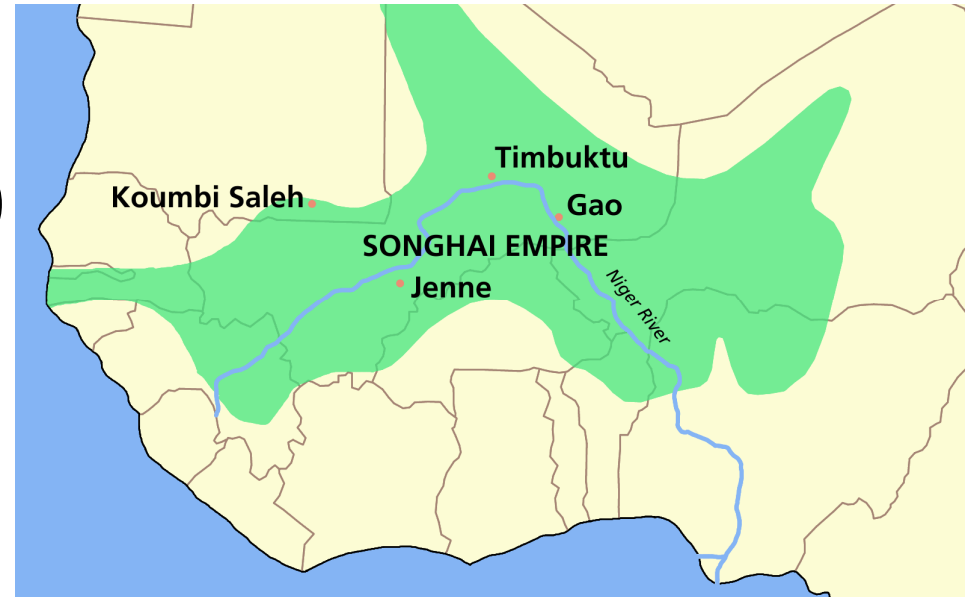 Timbuktu
Koumbi Saleh
Gao
SONGHAI EMPIRE
Jenne
Niger River